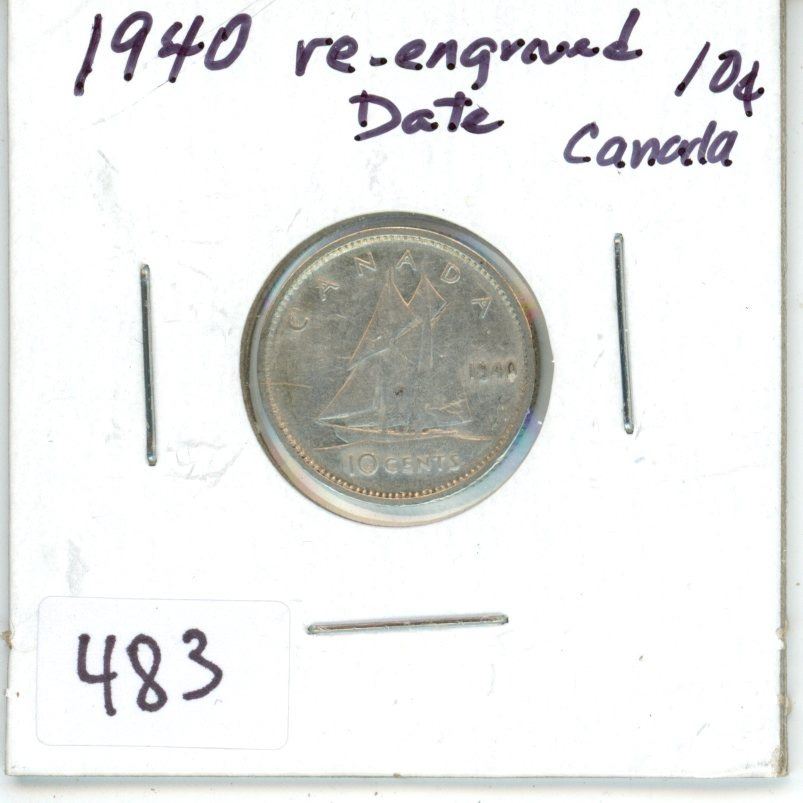 1940 re-engraved 10¢
Date Canada
CANADA
1940
10 CENTS
483